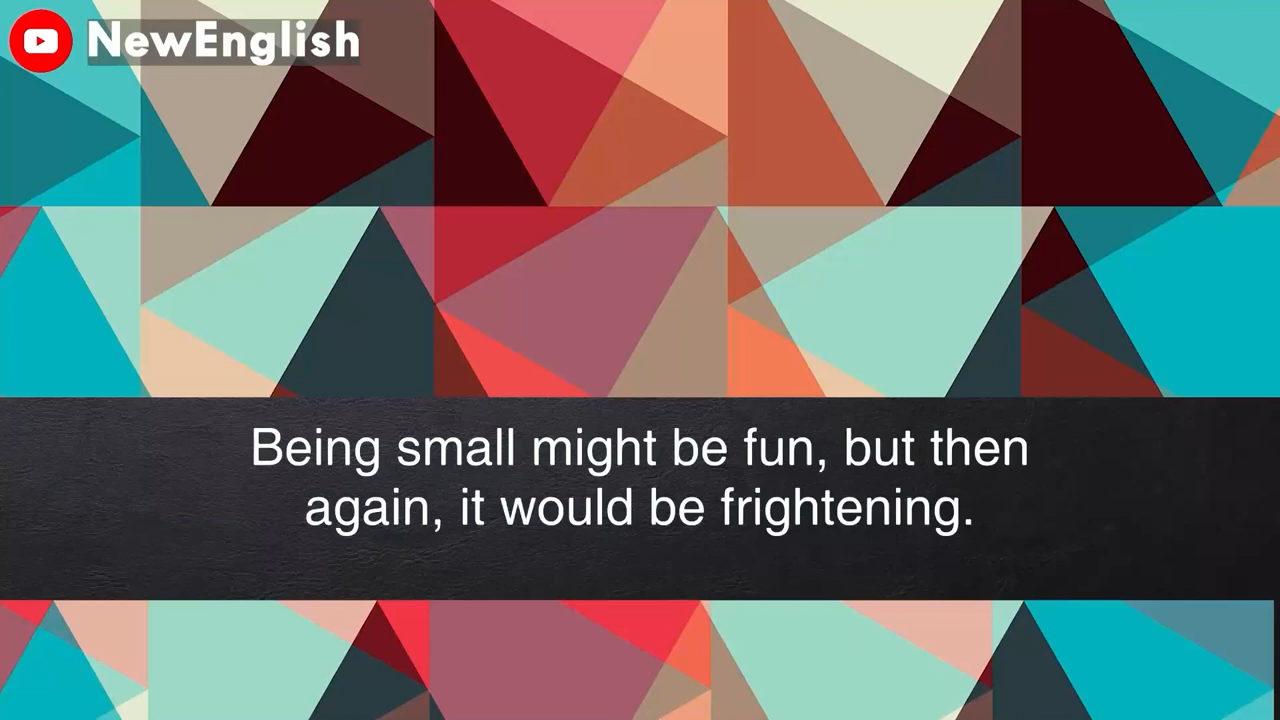 NewEnglish
Being small might be fun, but then
again, it would be frightening.